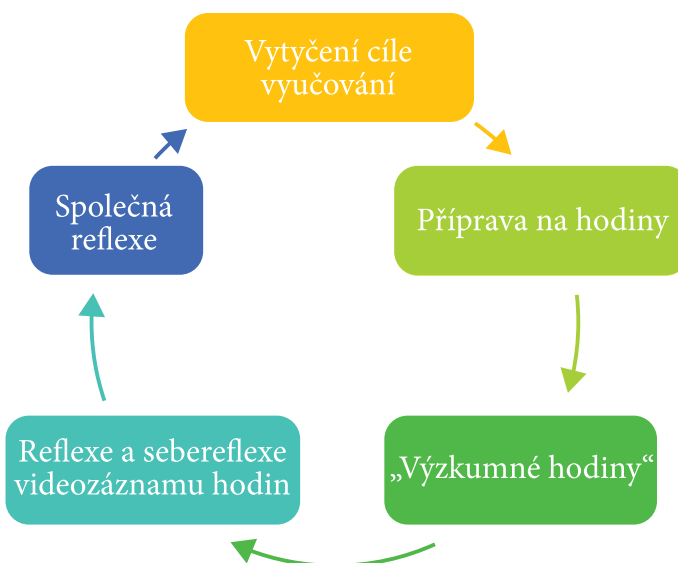 Vytyčení cíle
vyučování
Příprava na hodiny
„Výzkumné hodiny“
Reflexe a sebereflexe
videozáznamu hodin
Společná
reflexe